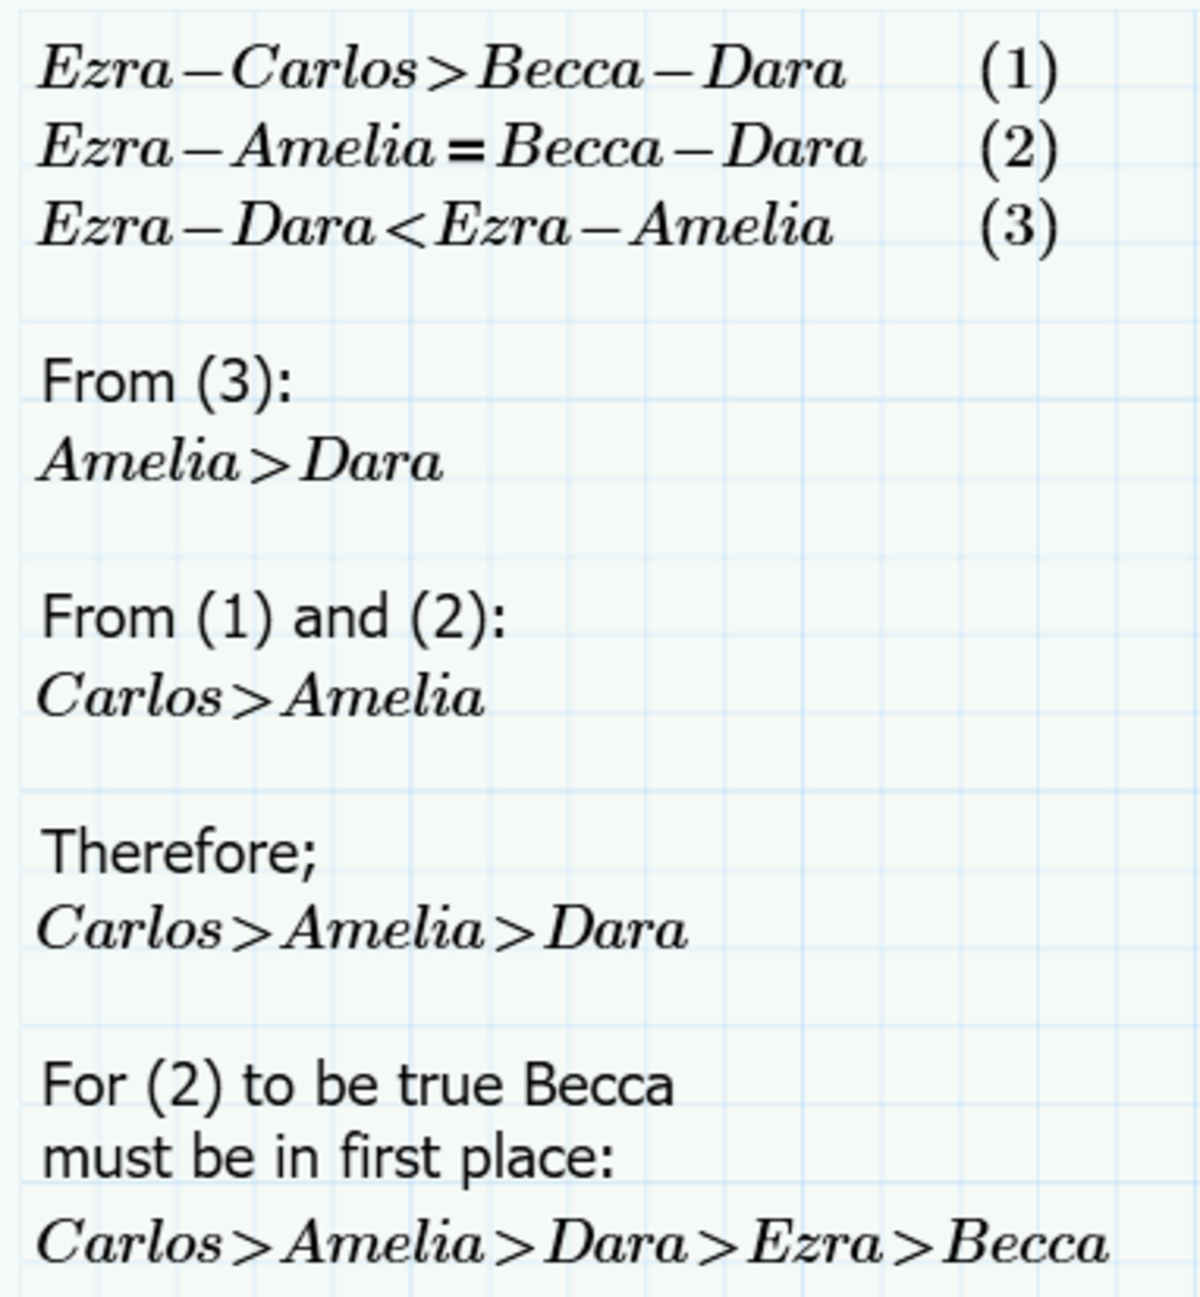 Ezra−Carlos>Becca−Dara (1)
Ezra−Amelia=Becca−Dara (2)
Ezra−Dara<Ezra−Amelia (3)
From (3):
Amelia>Dara
From (1) and (2):
Carlos>Amelia
Therefore;
Carlos>Amelia>Dara
For (2) to be true Becca
must be in first place:
Carlos>Amelia>Dara>Ezra>Becca